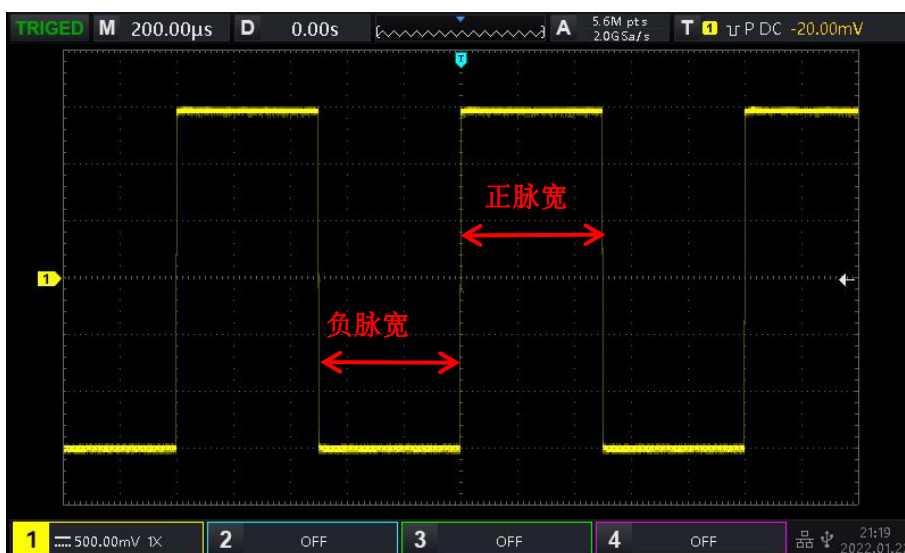 TRIGED M 200.00μs D 0.00s A 5.6M pts 2.0GSa/s T 1 P DC -20.00mV
T
正脉宽
1
负脉宽
1 500.00mV 1X 2 OFF 3 OFF 4 OFF 21:19